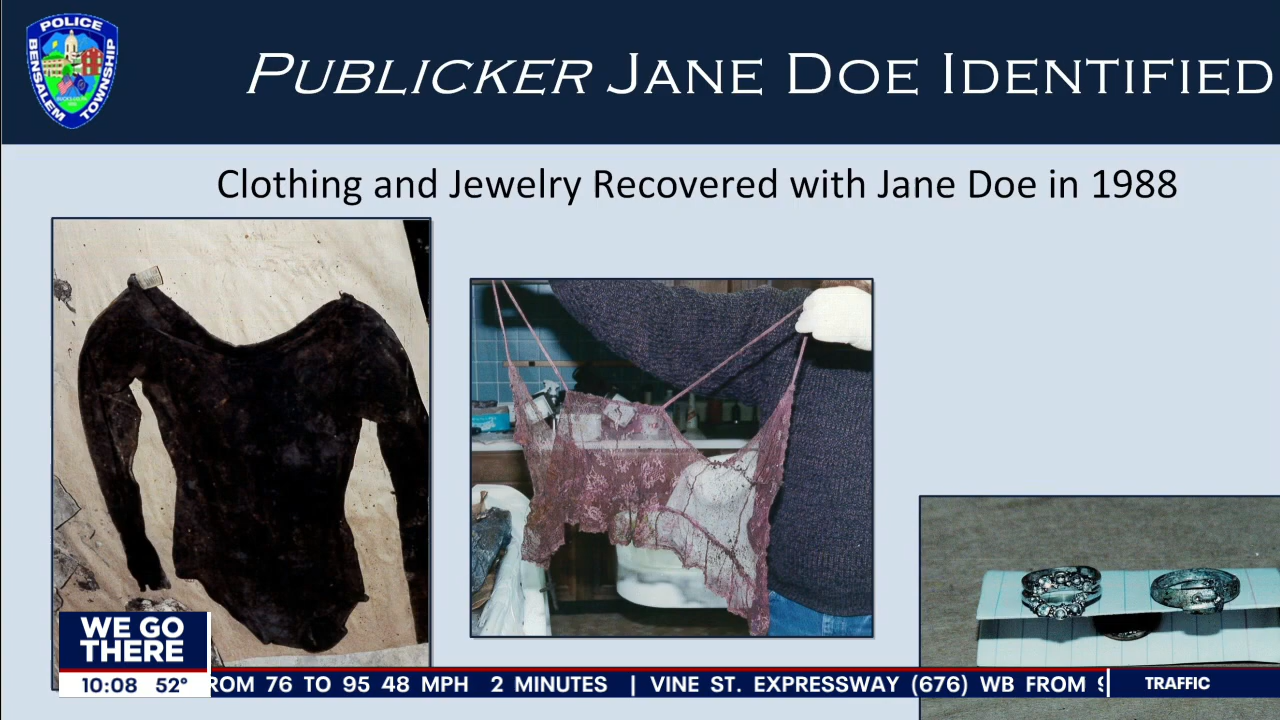 POLICE
BENSALEM
TOWNSHIP
PUBLICKER JANE DOE IDENTIFIED
Clothing and Jewelry Recovered with Jane Doe in 1988
WE GO
THERE
10:08 52° ROM 76 TO 95 48 MPH 2 MINUTES | VINE ST. EXPRESSWAY (676) WB FROM TRAFFIC